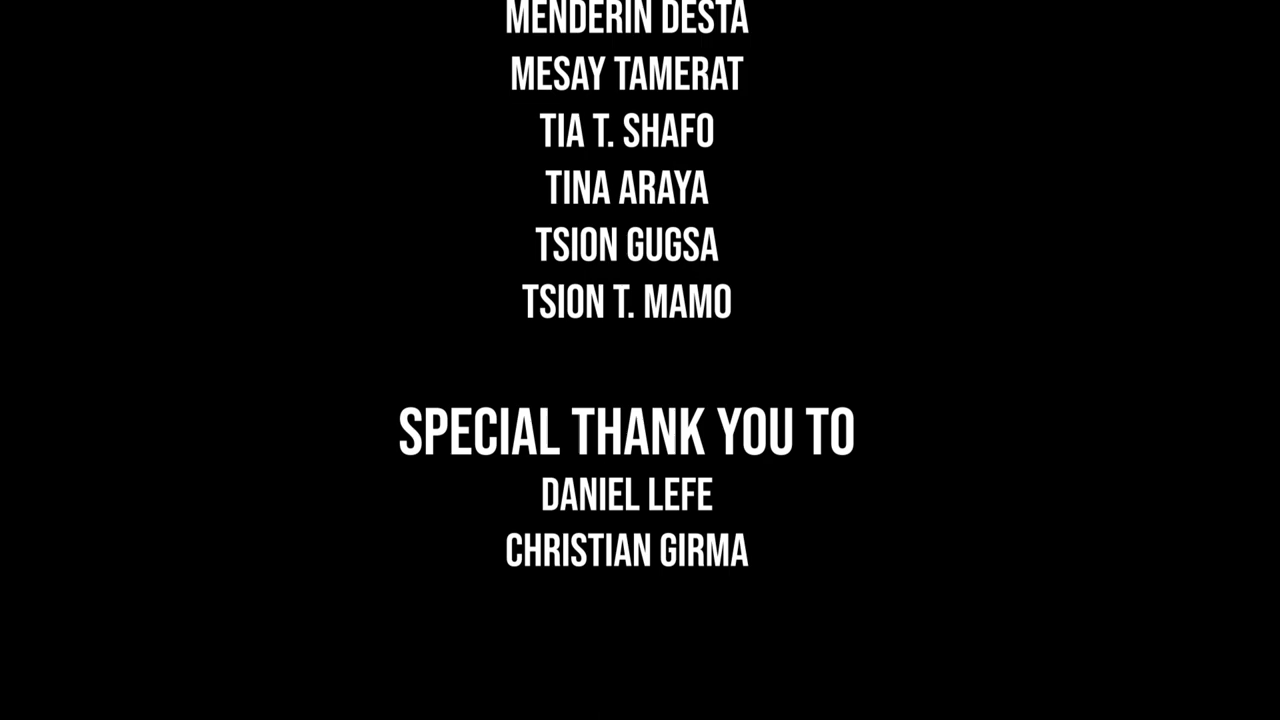 MENDERIN DESTA
MESAY TAMERAT
TIA T. SHAFO
TINA ARAYA
TSION GUGSA
TSION T. MAMO
SPECIAL THANK YOU TO
DANIEL LEFE
CHRISTIAN GIRMA